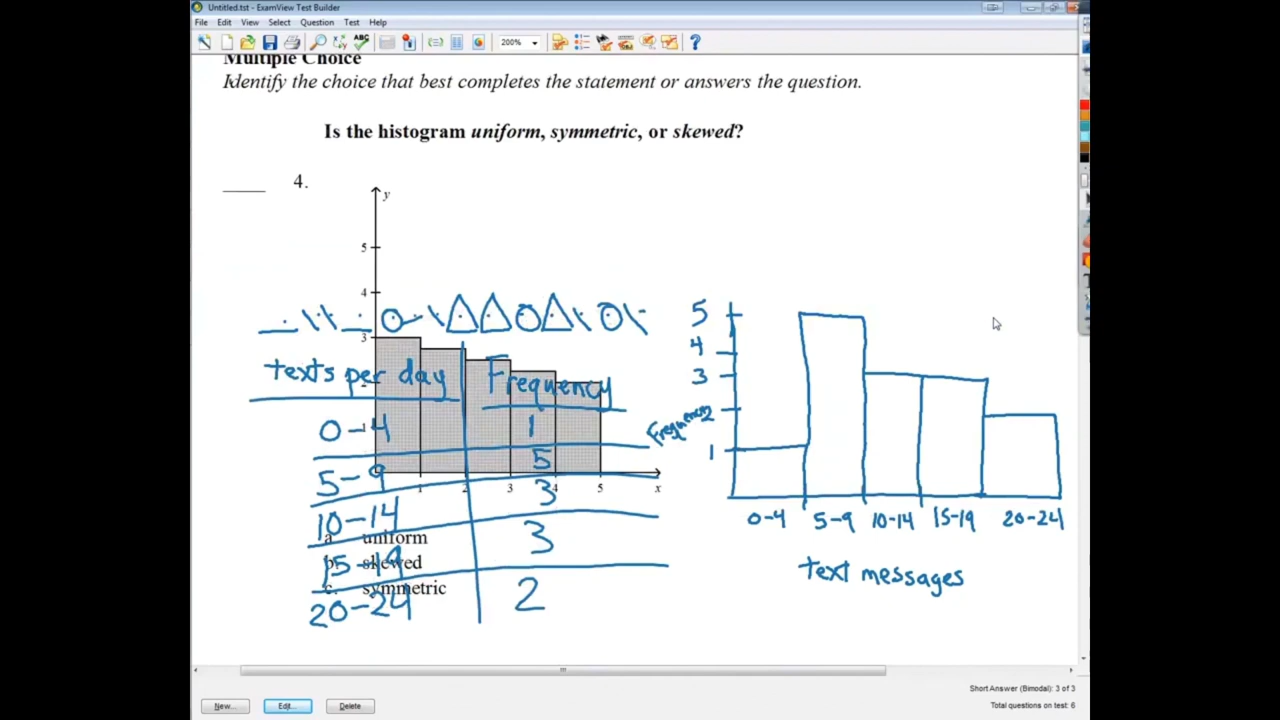 Untitled.tst - ExamView Test Builder
File Edit View Select Question Test Help
200%
Multiple Choice
Identify the choice that best completes the statement or answers the question.
Is the histogram uniform, symmetric, or skewed?
4.
y
5
4
3
1
1 2 3 4 5 x
a. uniform
b. skewed
c. symmetric
texts per day Frequency
0-4 1
5-9 5
10-14 3
15-19 3
20-24 2
5
4
3
2
1
Frequency
0-4 5-9 10-14 15-19 20-24
text messages
New... Edit... Delete
Short Answer (Bimodal): 3 of 3
Total questions on test: 6